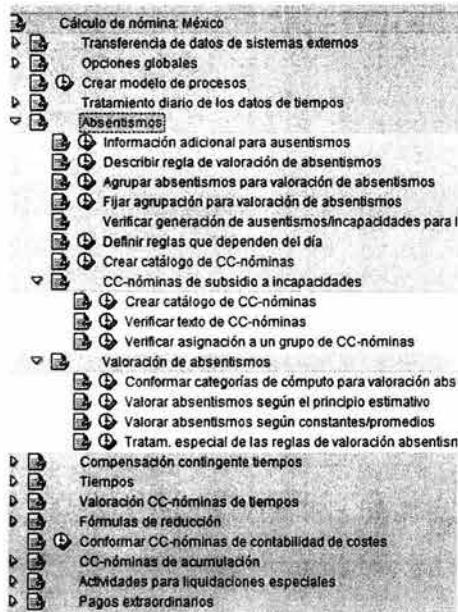 Cálculo de nómina: México
Transferencia de datos de sistemas externos
Opciones globales
Crear modelo de procesos
Tratamiento diario de los datos de tiempos
Absentismos
Información adicional para ausentismos
Describir regla de valoración de absentismos
Agrupar absentismos para valoración de absentismos
Fijar agrupación para valoración de absentismos
Verificar generación de ausentismos/incapacidades para l
Definir reglas que dependen del día
Crear catálogo de CC-nóminas
CC-nóminas de subsidio a incapacidades
Crear catálogo de CC-nóminas
Verificar texto de CC-nóminas
Verificar asignación a un grupo de CC-nóminas
Valoración de absentismos
Conformar categorías de cómputo para valoración abs
Valorar absentismos según el principio estimativo
Valorar absentismos según constantes/promedios
Tratam. especial de las reglas de valoración absentism
Compensación contingente tiempos
Tiempos
Valoración CC-nóminas de tiempos
Fórmulas de reducción
Conformar CC-nóminas de contabilidad de costes
CC-nóminas de acumulación
Actividades para liquidaciones especiales
Pagos extraordinarios